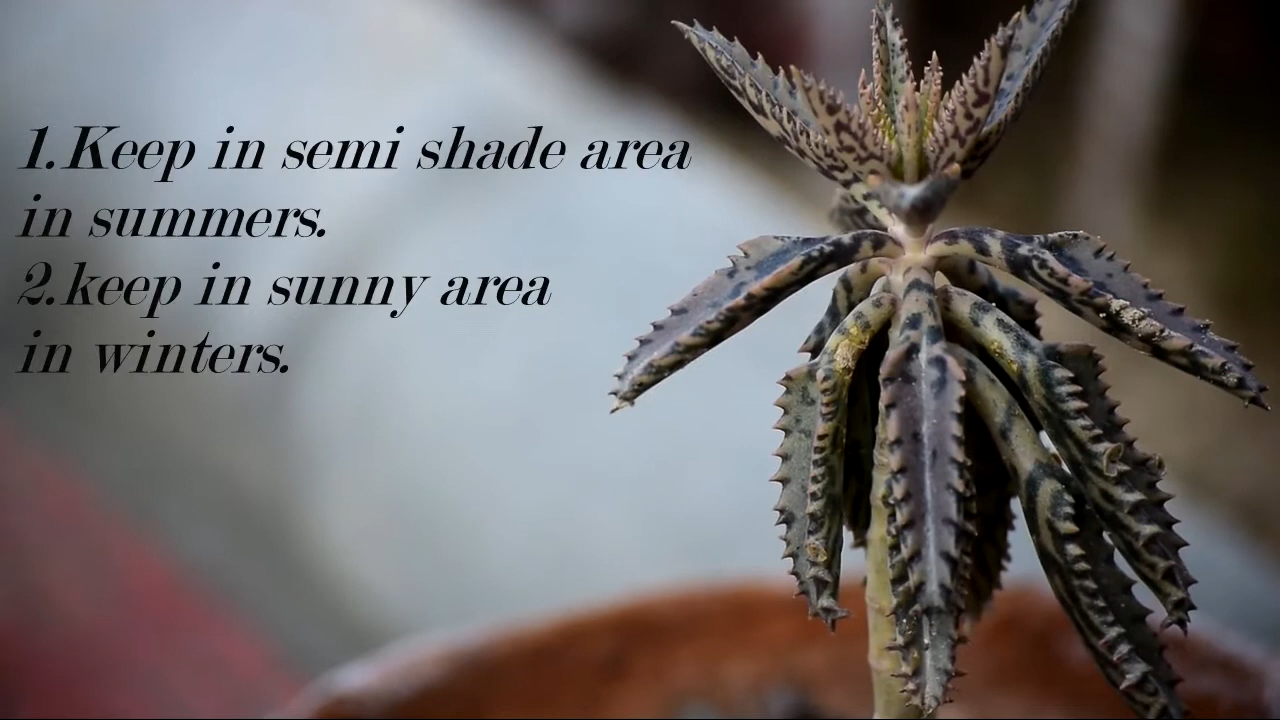 1.Keep in semi shade area
in summers.
2.keep in sunny area
in winters.